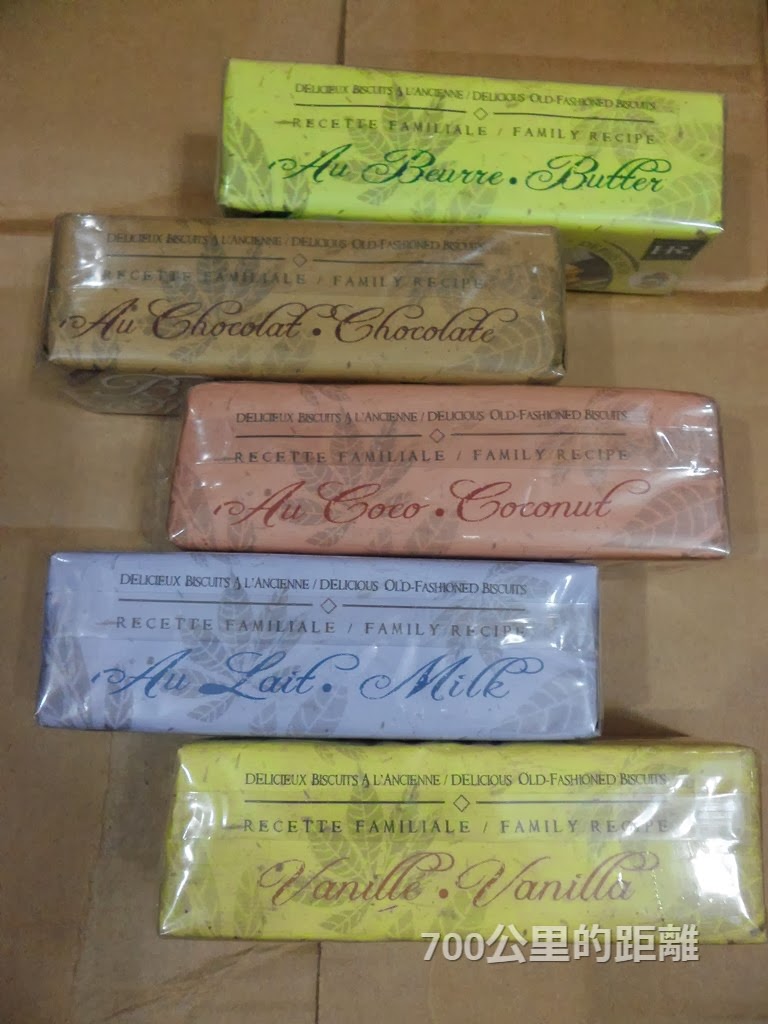 DELICIEUX BISCUITS A L'ANCIENNE / DELICIOUS OLD-FASHIONED BISCUITS
RECETTE FAMILIALE / FAMILY RECIPE
Au Beurre • Butter
DELICIEUX BISCUITS A L'ANCIENNE / DELICIOUS OLD-FASHIONED BISCUITS
RECETTE FAMILIALE / FAMILY RECIPE
Au Chocolat • Chocolate
DELICIEUX BISCUITS A L'ANCIENNE / DELICIOUS OLD-FASHIONED BISCUITS
RECETTE FAMILIALE / FAMILY RECIPE
Au Coco • Coconut
DELICIEUX BISCUITS A L'ANCIENNE / DELICIOUS OLD-FASHIONED BISCUITS
RECETTE FAMILIALE / FAMILY RECIPE
Au Lait • Milk
DELICIEUX BISCUITS A L'ANCIENNE / DELICIOUS OLD-FASHIONED BISCUITS
RECETTE FAMILIALE / FAMILY RECIPE
Vanille • Vanilla
700公里的距離